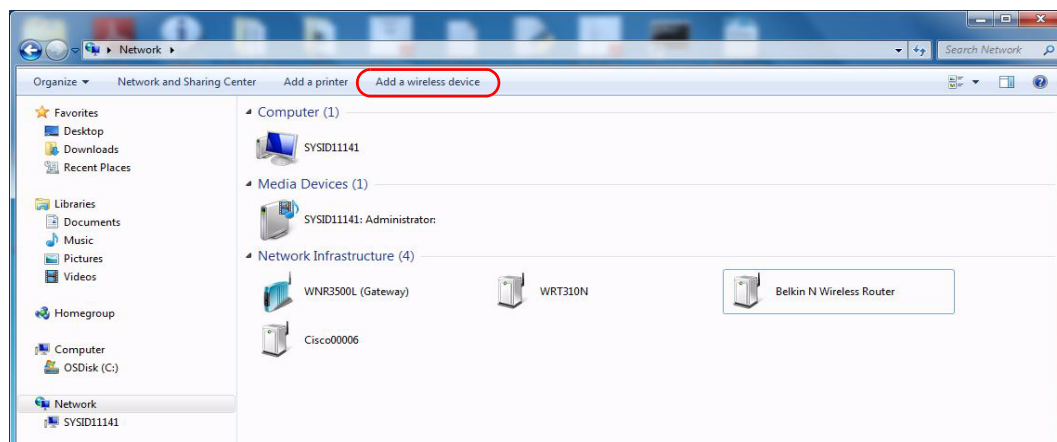 Network
Search Network
Organize Network and Sharing Center Add a printer Add a wireless device
Favorites
Desktop
Downloads
Recent Places
Libraries
Documents
Music
Pictures
Videos
Homegroup
Computer
OSDisk (C:)
Network
SYSID11141
Computer (1)
SYSID11141
Media Devices (1)
SYSID11141: Administrator:
Network Infrastructure (4)
WNR3500L (Gateway) WRT310N Belkin N Wireless Router
Cisco00006